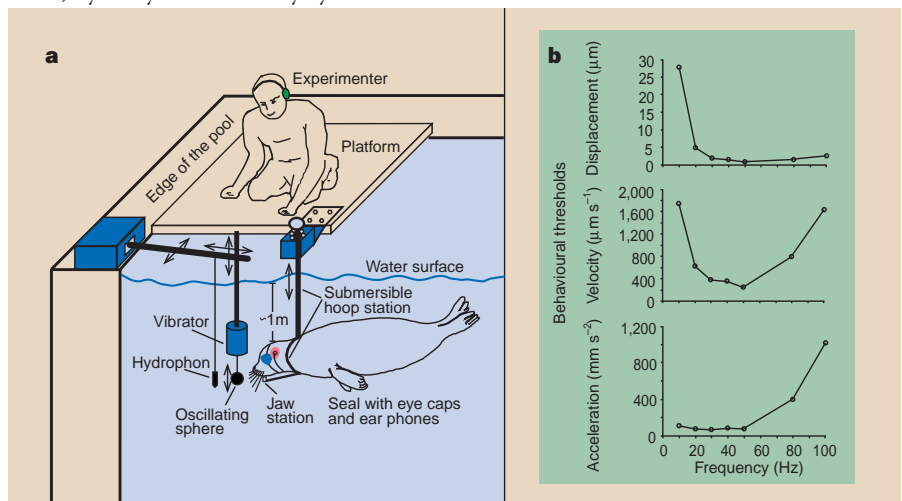 a
Experimenter
Edge of the pool
Platform
Water surface
Submersible
hoop station
~1m
Vibrator
Hydrophon
Oscillating
sphere
Jaw
station
Seal with eye caps
and ear phones
b
Behavioural thresholds
Displacement (μm)
30
25
20
15
10
5
0
Velocity (μm s⁻¹)
2,000
1,600
1,200
800
400
0
Acceleration (mm s⁻²)
1,200
800
400
0
0 20 40 60 80 100
Frequency (Hz)